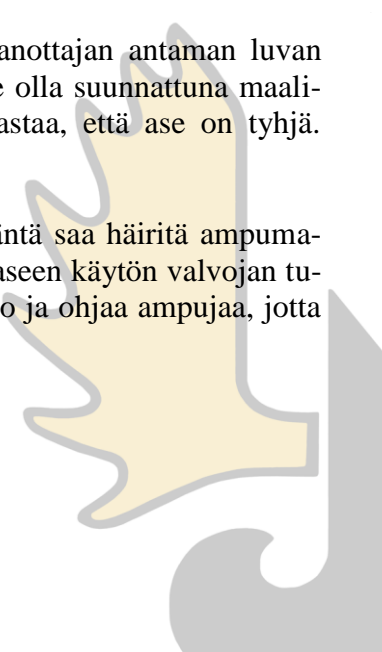 anottajan antaman luvan
olla suunnattuna maali-
astaa, että ase on tyhjä.
äntä saa häiritä ampuma-
aseen käytön valvojan tu-
o ja ohjaa ampujaa, jotta